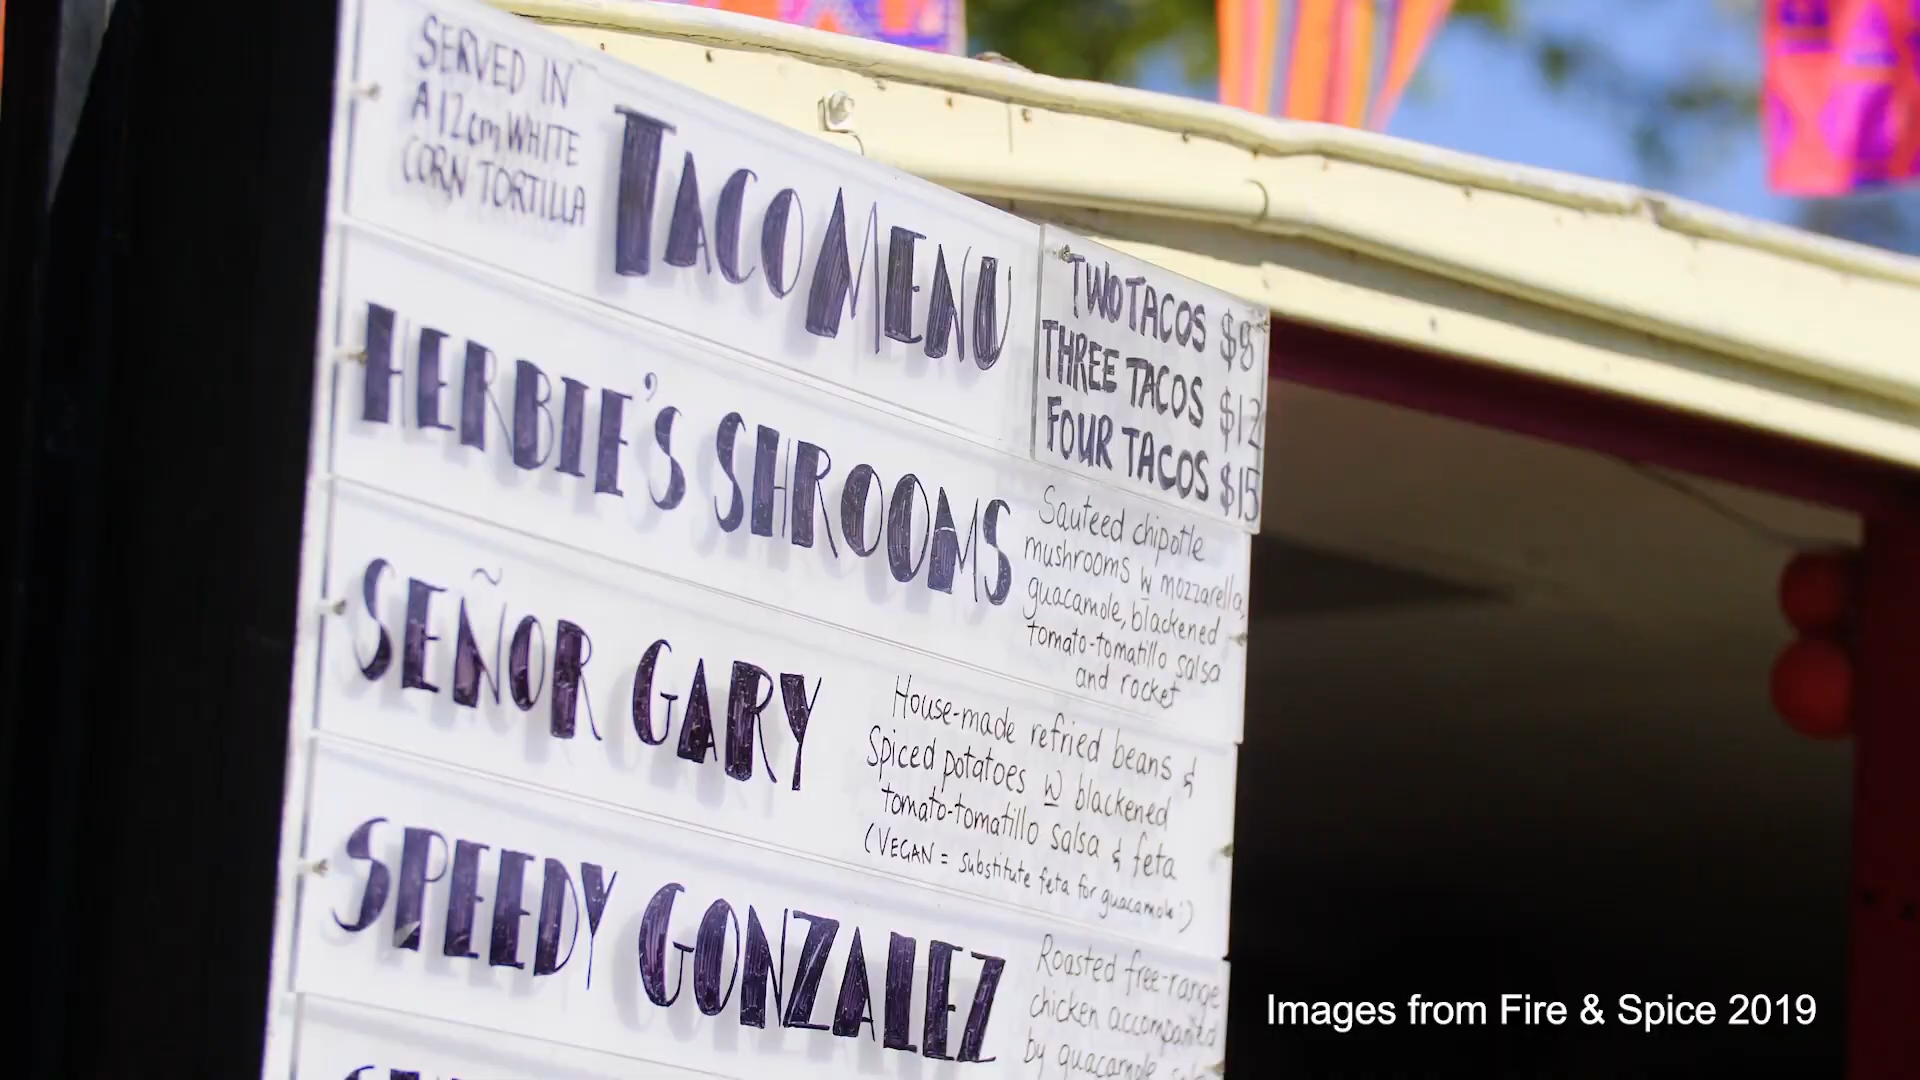 SERVED IN
A 12cm WHITE
CORN TORTILLA
TACO MENU
TWO TACOS $8
THREE TACOS $12
FOUR TACOS $15
HERBIE'S SHROOMS
Sauteed chipotle
mushrooms w mozzarella,
guacamole, blackened
tomato-tomatillo salsa
and rocket
SEÑOR GARY
House-made refried beans &
Spiced potatoes w blackened
tomato-tomatillo salsa & feta
(VEGAN = substitute feta for guacamole :)
SPEEDY GONZALEZ
Roasted free-range
chicken accompanied
by guacamole
Images from Fire & Spice 2019